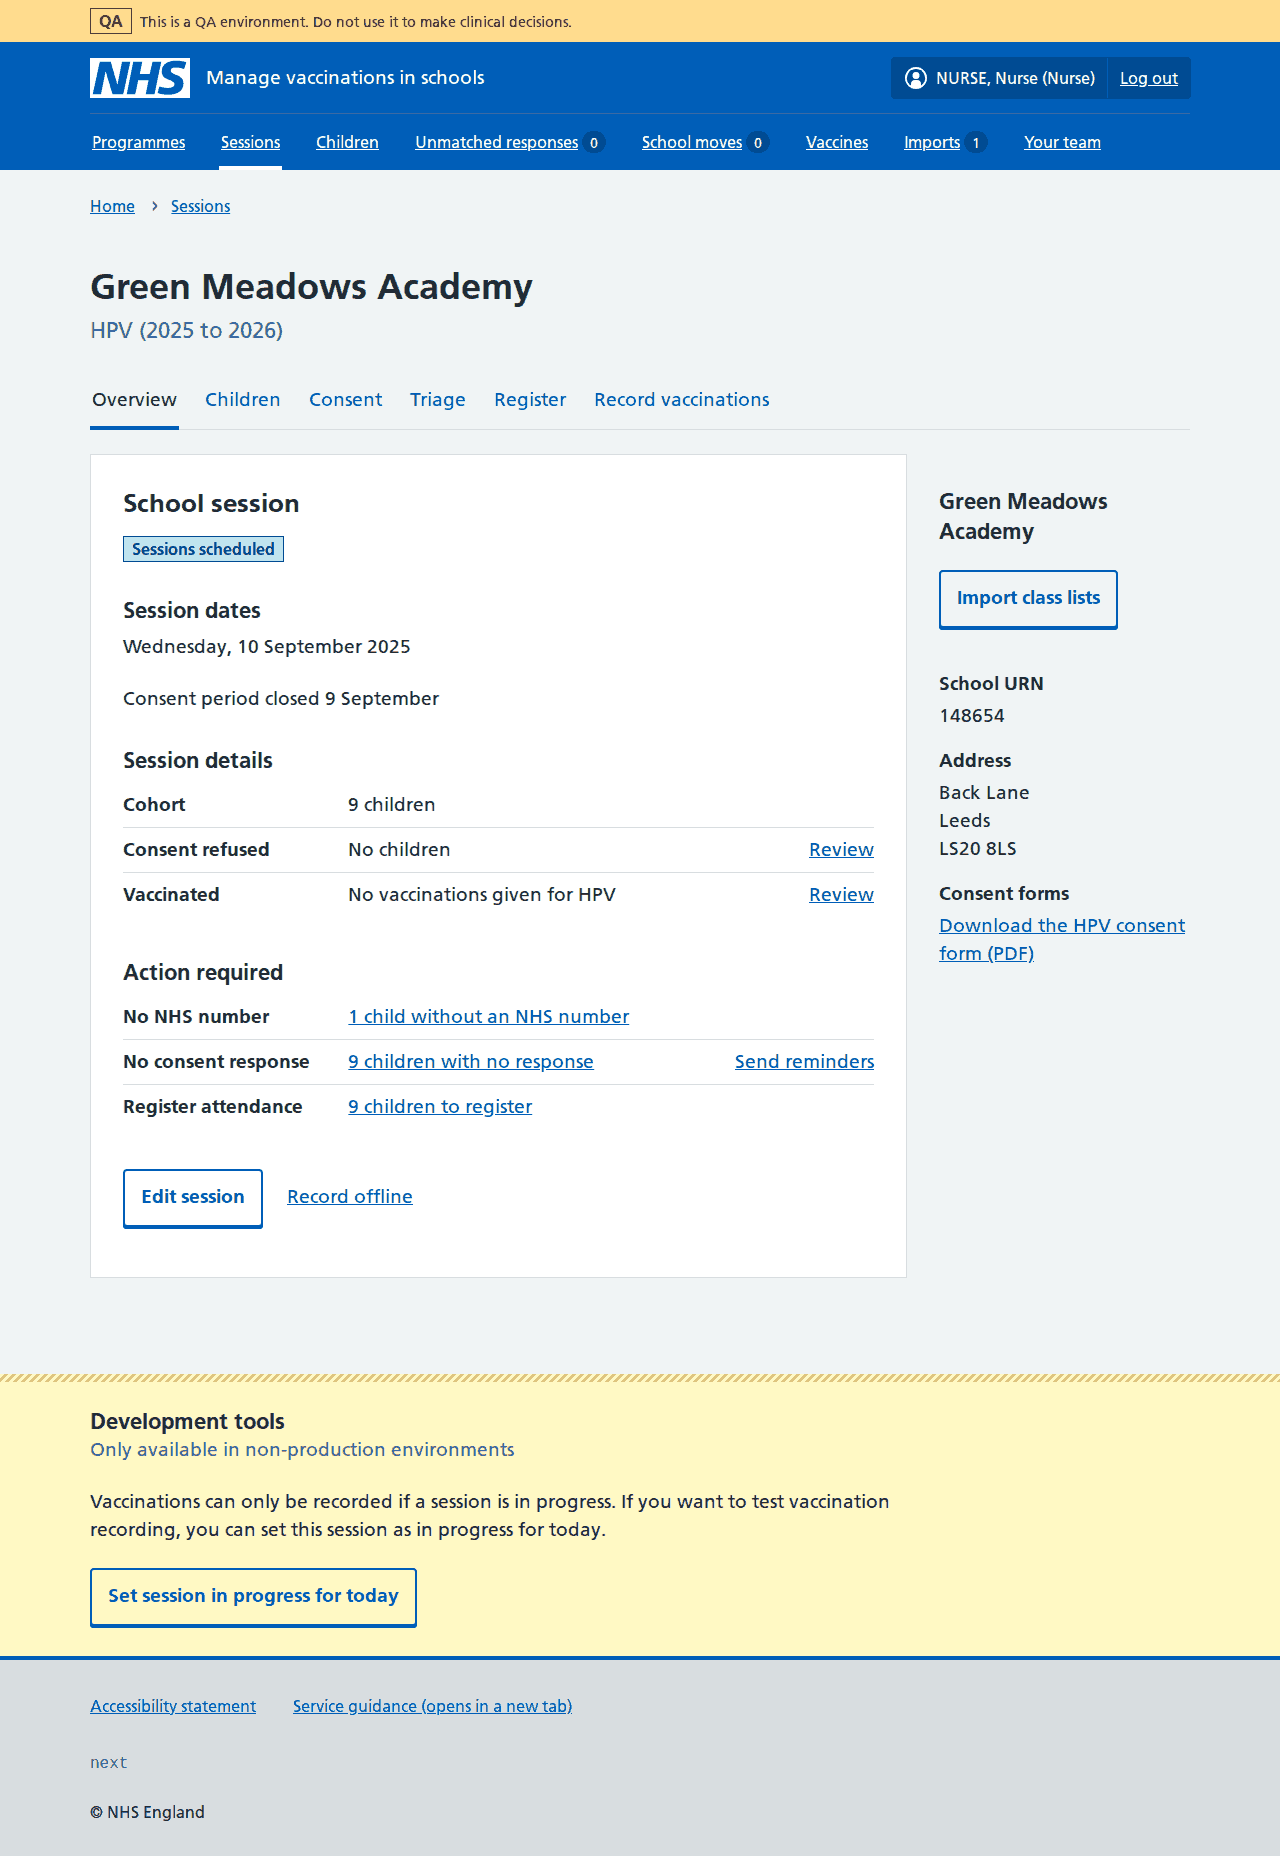 QA This is a QA environment. Do not use it to make clinical decisions.
NHS Manage vaccinations in schools NURSE, Nurse (Nurse) Log out
Programmes Sessions Children Unmatched responses 0 School moves 0 Vaccines Imports 1 Your team
Home › Sessions
Green Meadows Academy
HPV (2025 to 2026)
Overview Children Consent Triage Register Record vaccinations
School session
Sessions scheduled
Session dates
Wednesday, 10 September 2025
Consent period closed 9 September
Session details
Cohort 9 children
Consent refused No children Review
Vaccinated No vaccinations given for HPV Review
Action required
No NHS number 1 child without an NHS number
No consent response 9 children with no response Send reminders
Register attendance 9 children to register
Edit session Record offline
Green Meadows
Academy
Import class lists
School URN
148654
Address
Back Lane
Leeds
LS20 8LS
Consent forms
Download the HPV consent
form (PDF)
Development tools
Only available in non-production environments
Vaccinations can only be recorded if a session is in progress. If you want to test vaccination
recording, you can set this session as in progress for today.
Set session in progress for today
Accessibility statement Service guidance (opens in a new tab)
next
© NHS England